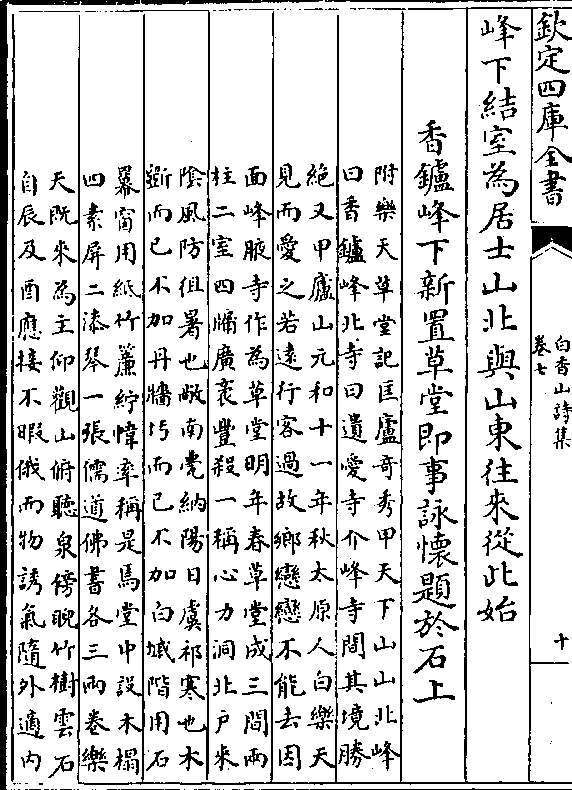 欽定四庫全書
白香山詩集
卷七
十
峰下結室為居士山北與山東往來從此始
香鑪峰下新置草堂即事詠懷題於石上
附樂天草堂記匡廬奇秀甲天下山山北峰
曰香鑪峰北寺曰遺愛寺介峰寺間其境勝
絶又甲廬山元和十一年秋太原人白樂天
見而愛之若逺行客過故鄉戀戀不能去因
面峰腋寺作為草堂明年春草堂成三間兩
柱二室四牖廣袤豐殺一稱心力洞北户來
隂風防徂暑也敞南甍納陽日虞祁寒也木
斵而已不加丹牆圬而已不加白墄階用石
羃窗用紙竹簾紵幃率稱是焉堂中設木榻
四素屏二漆琴一張儒道佛書各三兩卷樂
天既來為主仰觀山俯聽泉傍睨竹樹雲石
自辰及酉應接不暇俄而物誘氣隨外適内